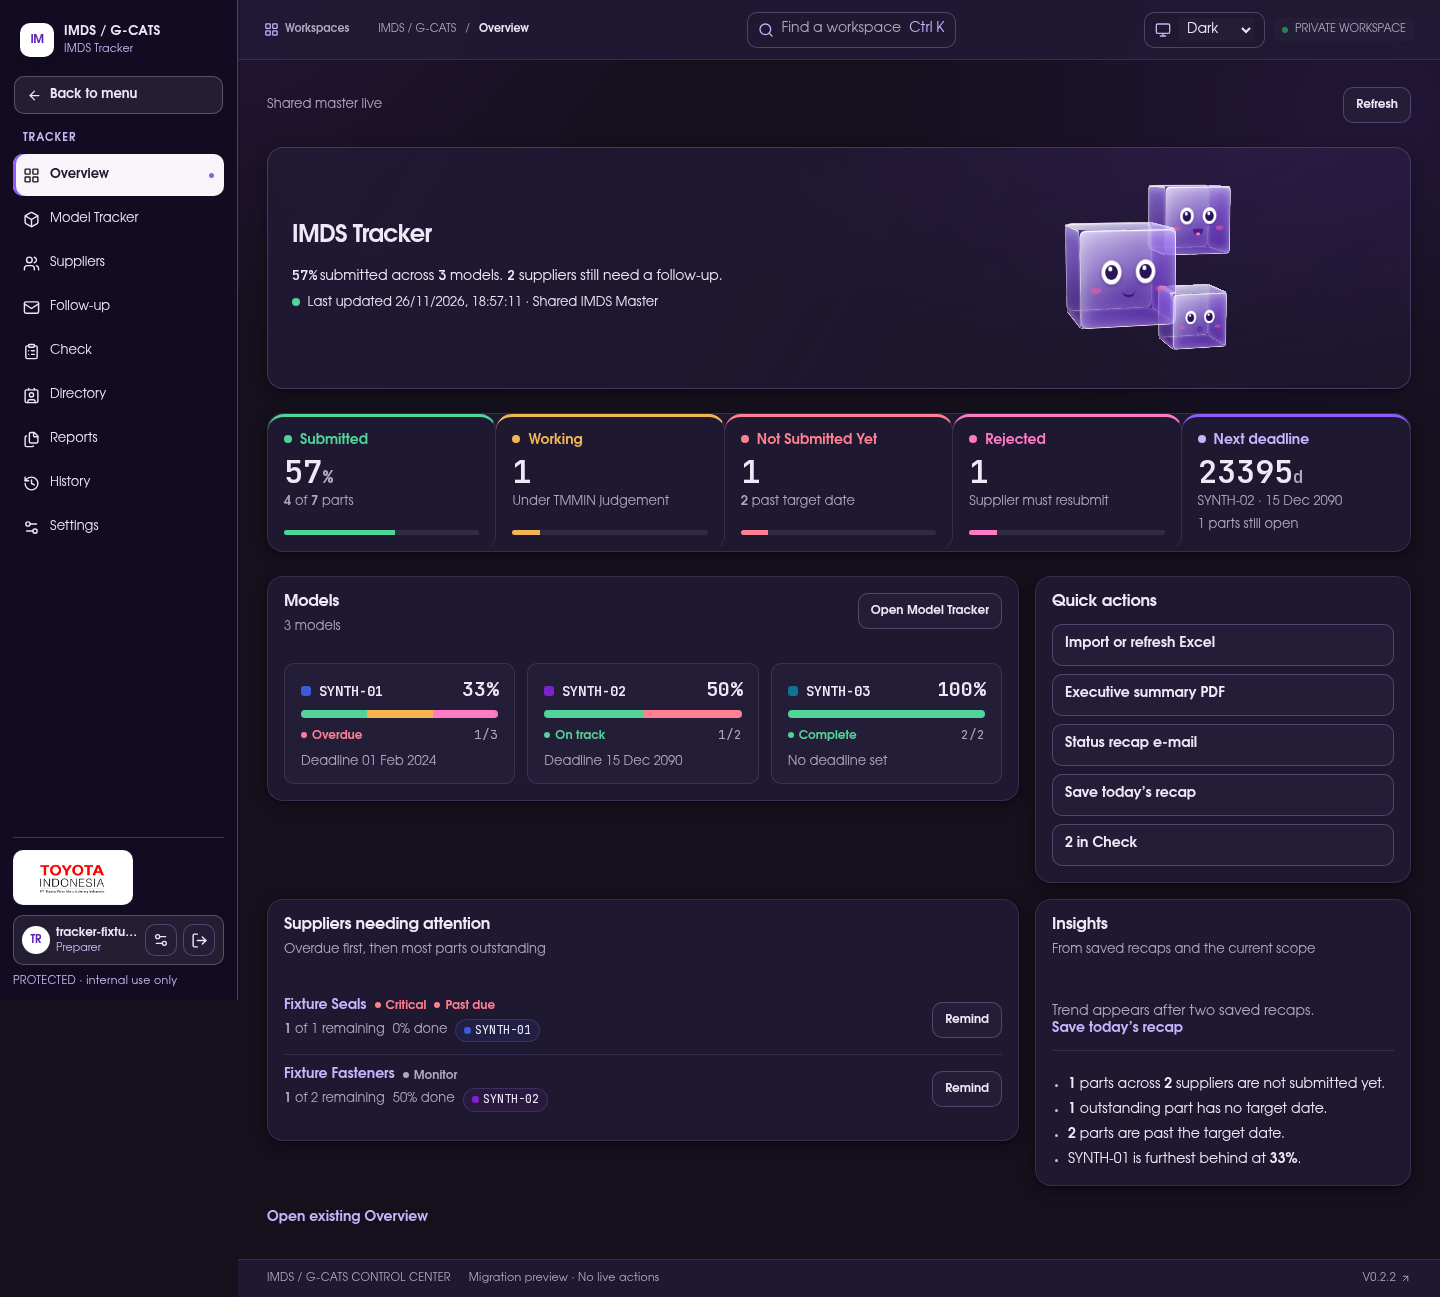 IM
IMDS / G-CATS
IMDS Tracker
Back to menu
TRACKER
Overview
Model Tracker
Suppliers
Follow-up
Check
Directory
Reports
History
Settings
TOYOTA
INDONESIA
TR
tracker-fixtu...
Preparer
PROTECTED · internal use only
Workspaces
IMDS / G-CATS / Overview
Find a workspace Ctrl K
Dark
PRIVATE WORKSPACE
Shared master live
Refresh
IMDS Tracker
57% submitted across 3 models. 2 suppliers still need a follow-up.
Last updated 26/11/2026, 18:57:11 · Shared IMDS Master
Submitted
57%
4 of 7 parts
Working
1
Under TMMIN judgement
Not Submitted Yet
1
2 past target date
Rejected
1
Supplier must resubmit
Next deadline
23395d
SYNTH-02 · 15 Dec 2090
1 parts still open
Models
3 models
Open Model Tracker
SYNTH-01 33%
Overdue 1/3
Deadline 01 Feb 2024
SYNTH-02 50%
On track 1/2
Deadline 15 Dec 2090
SYNTH-03 100%
Complete 2/2
No deadline set
Quick actions
Import or refresh Excel
Executive summary PDF
Status recap e-mail
Save today’s recap
2 in Check
Suppliers needing attention
Overdue first, then most parts outstanding
Fixture Seals Critical Past due
1 of 1 remaining 0% done SYNTH-01
Remind
Fixture Fasteners Monitor
1 of 2 remaining 50% done SYNTH-02
Remind
Insights
From saved recaps and the current scope
Trend appears after two saved recaps.
Save today’s recap
1 parts across 2 suppliers are not submitted yet.
1 outstanding part has no target date.
2 parts are past the target date.
SYNTH-01 is furthest behind at 33%.
Open existing Overview
IMDS / G-CATS CONTROL CENTER Migration preview · No live actions
V0.2.2